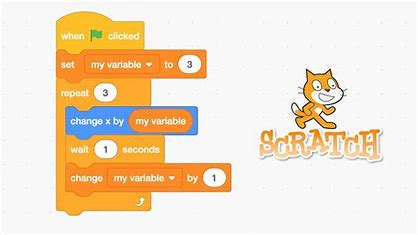 when clicked
set my variable to 3
repeat 3
change x by my variable
wait 1 seconds
change my variable by 1
SCRATCH